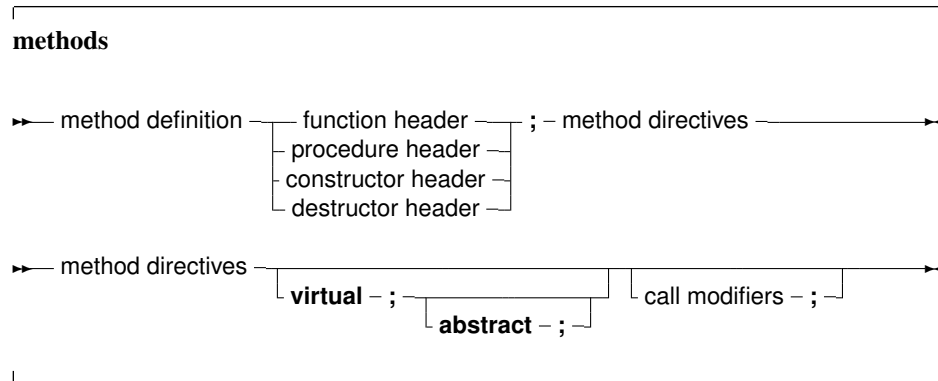 methods
method definition function header ; method directives
procedure header
constructor header
destructor header
method directives
virtual ; call modifiers ;
abstract ;